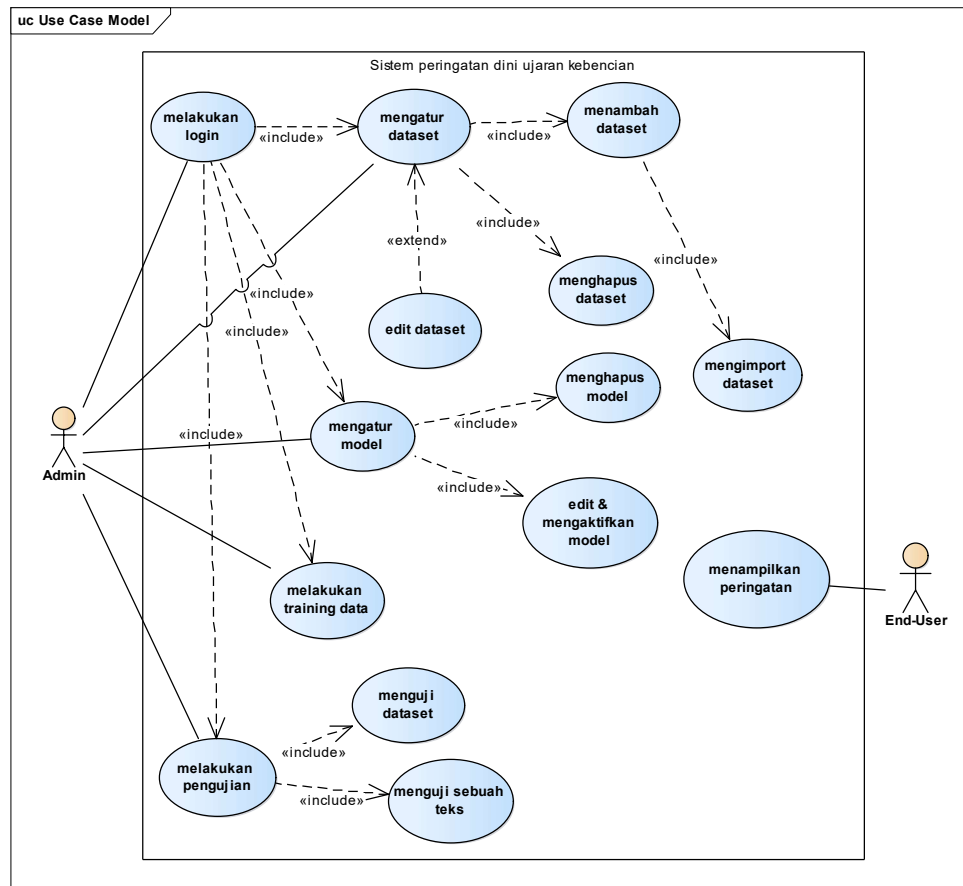 uc Use Case Model
Sistem peringatan dini ujaran kebencian
melakukan
login
«include»
mengatur
dataset
«include»
menambah
dataset
«extend»
«include»
menghapus
dataset
«include»
«include»
«include»
edit dataset
mengimport
dataset
menghapus
model
Admin
«include»
mengatur
model
«include»
«include»
edit &
mengaktifkan
model
menampilkan
peringatan
End-User
melakukan
training data
menguji
dataset
«include»
melakukan
pengujian
«include»
menguji sebuah
teks